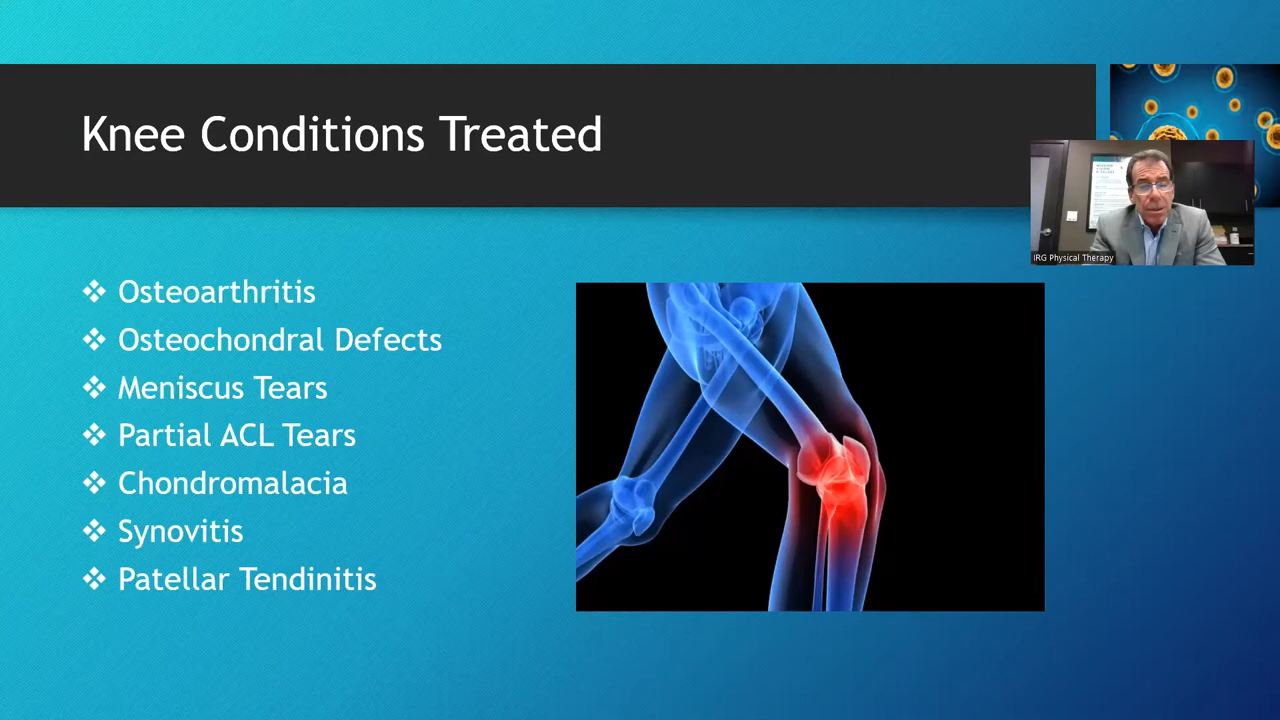 Knee Conditions Treated
IRG Physical Therapy
Osteoarthritis
Osteochondral Defects
Meniscus Tears
Partial ACL Tears
Chondromalacia
Synovitis
Patellar Tendinitis